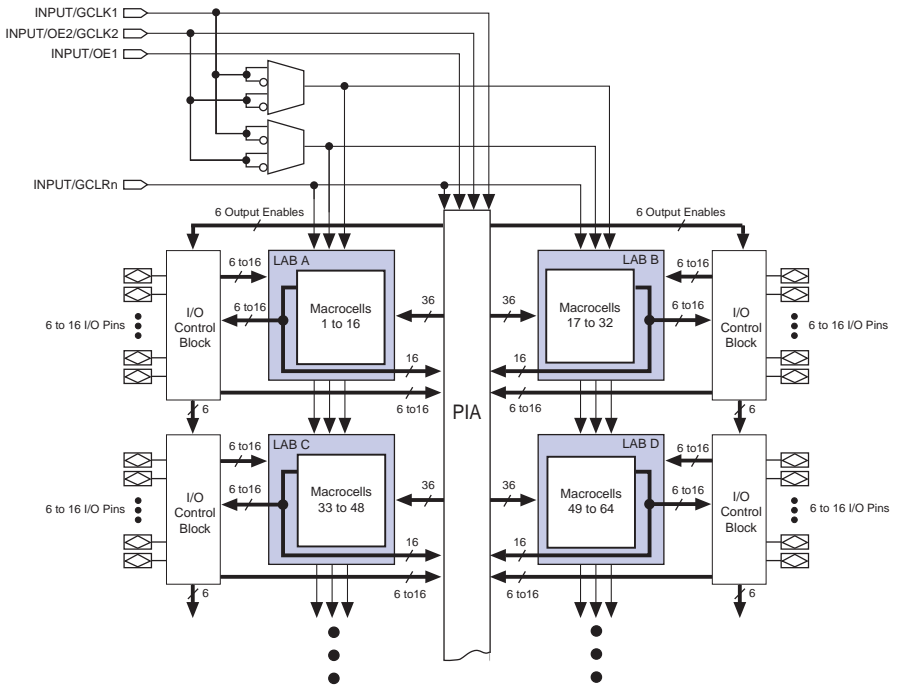 INPUT/GCLK1
INPUT/OE2/GCLK2
INPUT/OE1
INPUT/GCLRn
6 Output Enables
6 Output Enables
6 to16
LAB A
LAB B
6 to16
I/O
Control
Block
6 to16
Macrocells
1 to 16
36
36
Macrocells
17 to 32
6 to16
I/O
Control
Block
6 to 16 I/O Pins
6 to 16 I/O Pins
16
16
6 to16
6 to16
PIA
6
6
6 to16
LAB C
LAB D
6 to16
I/O
Control
Block
6 to16
Macrocells
33 to 48
36
36
Macrocells
49 to 64
6 to16
I/O
Control
Block
6 to 16 I/O Pins
6 to 16 I/O Pins
16
16
6 to16
6 to16
6
6